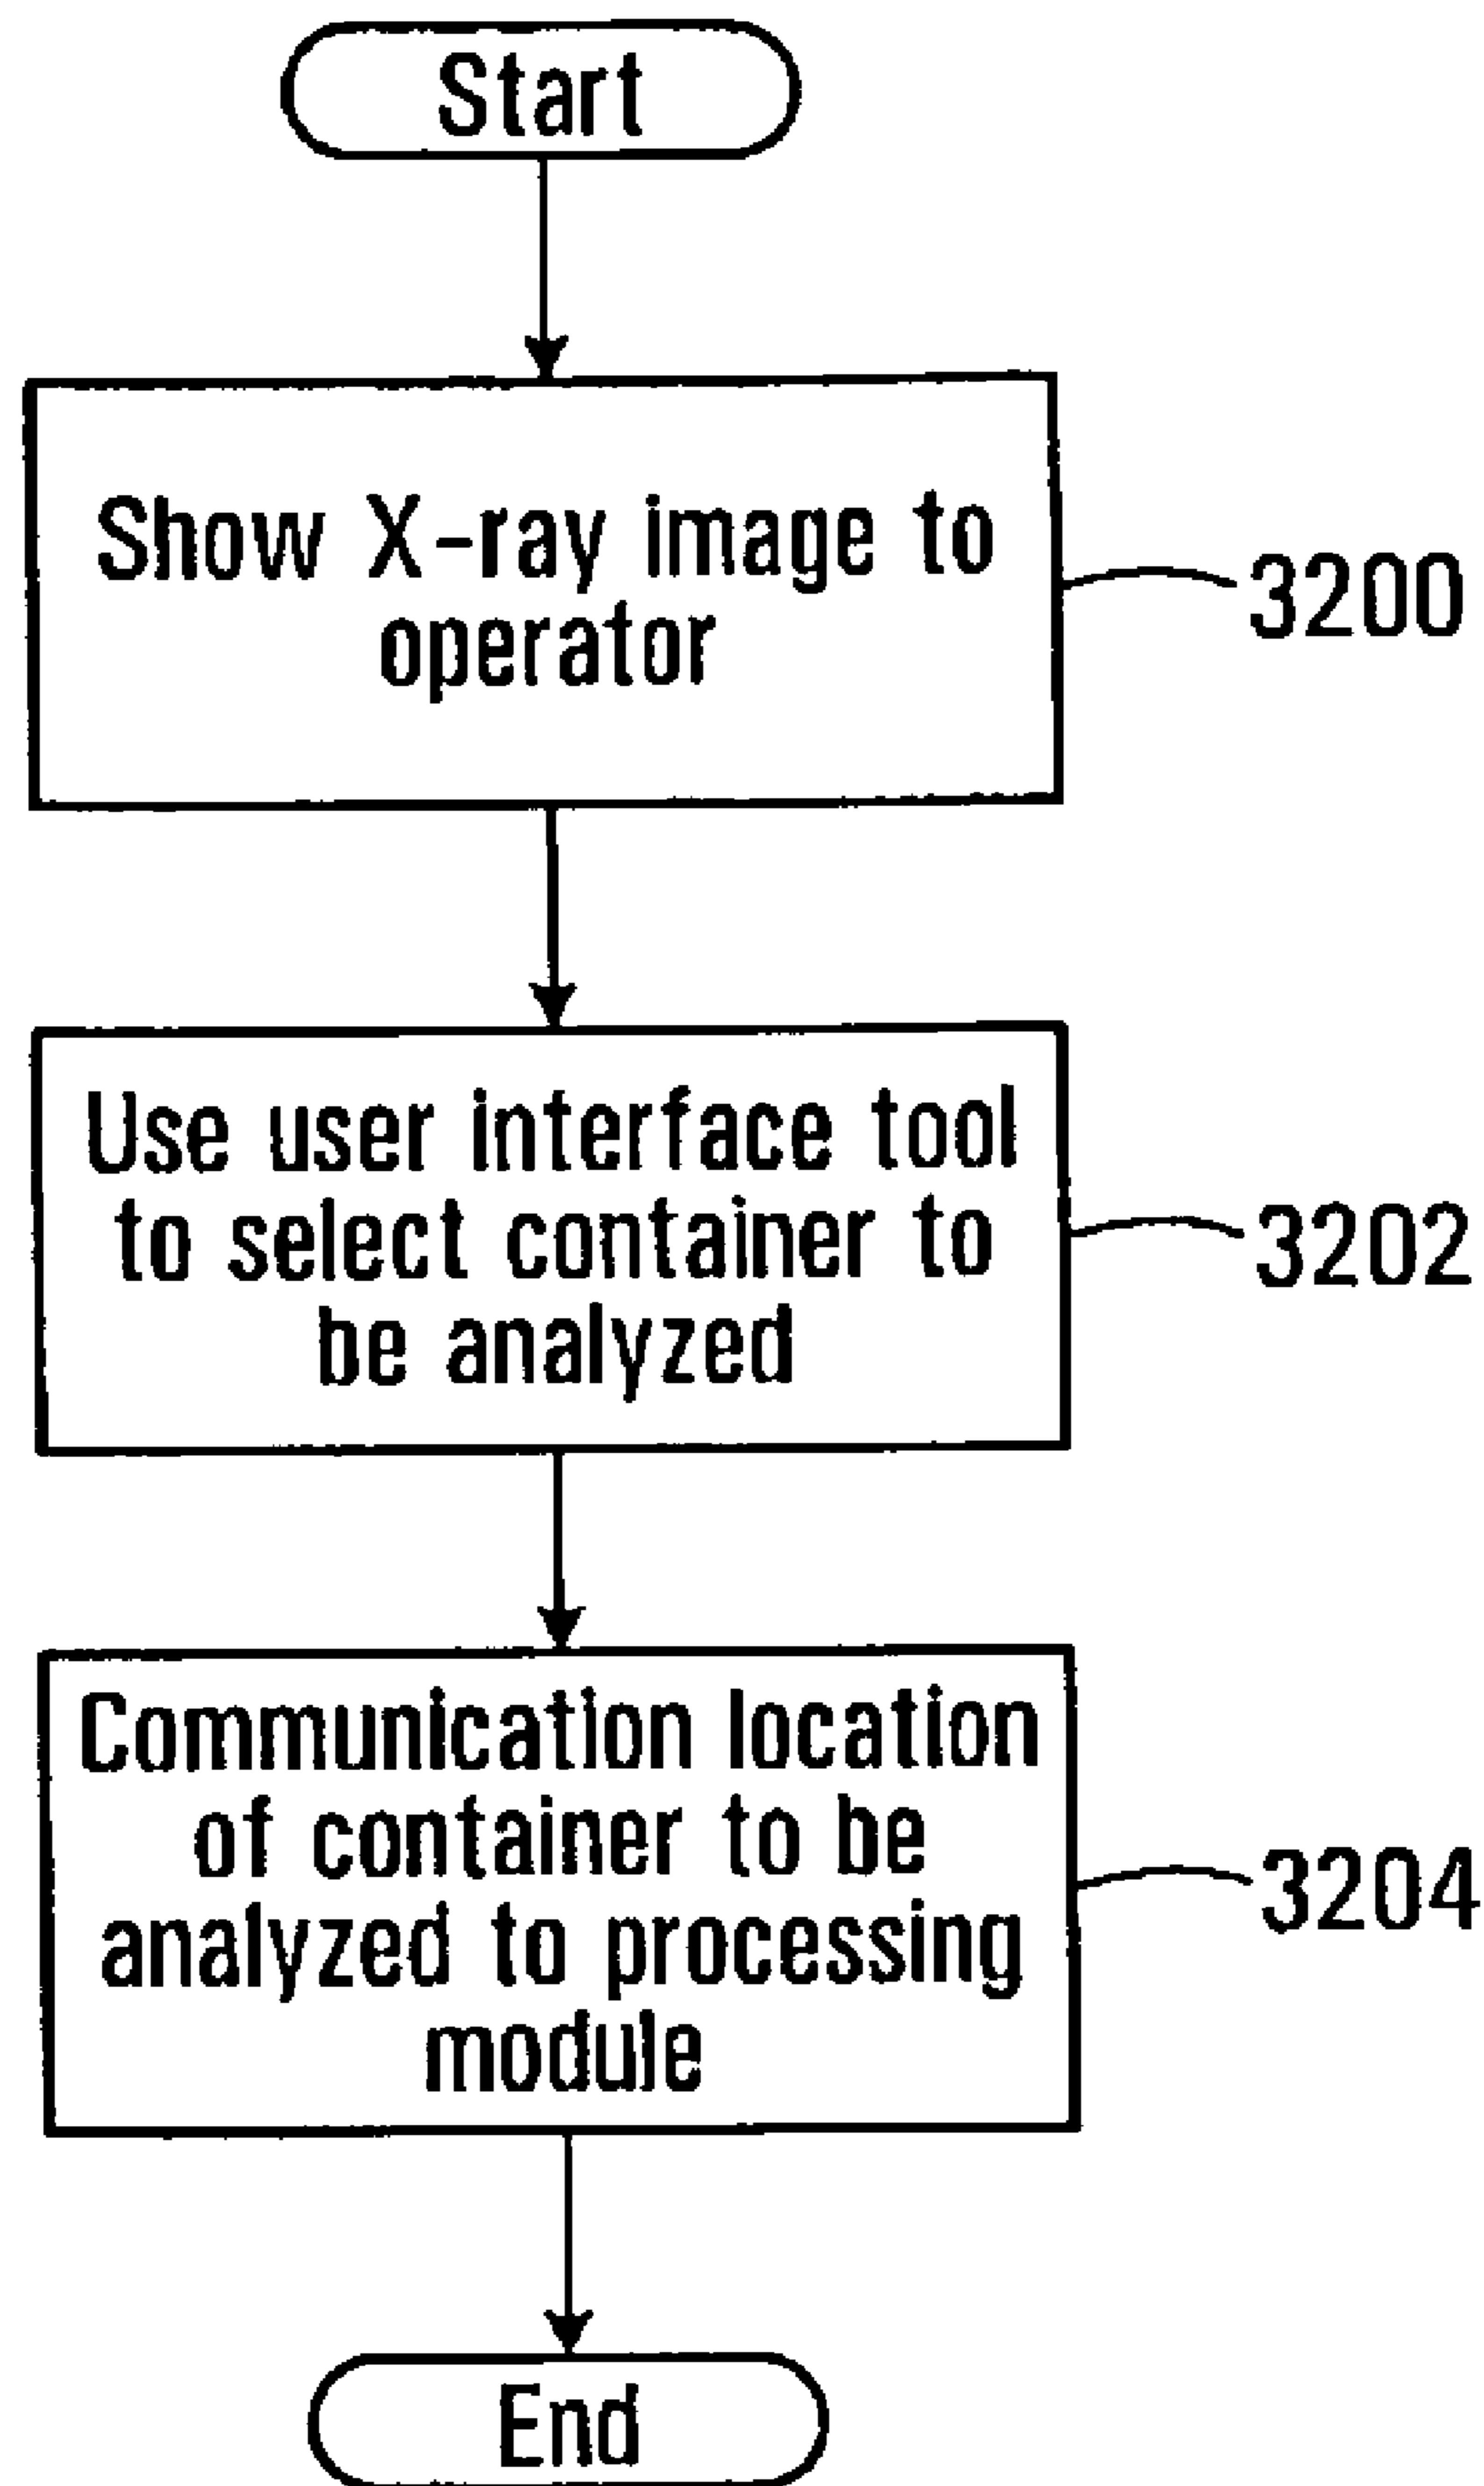 Start
Show X-ray image to
operator
3200
Use user interface tool
to select container to
be analyzed
3202
Communication location
of container to be
analyzed to processing
module
3204
End